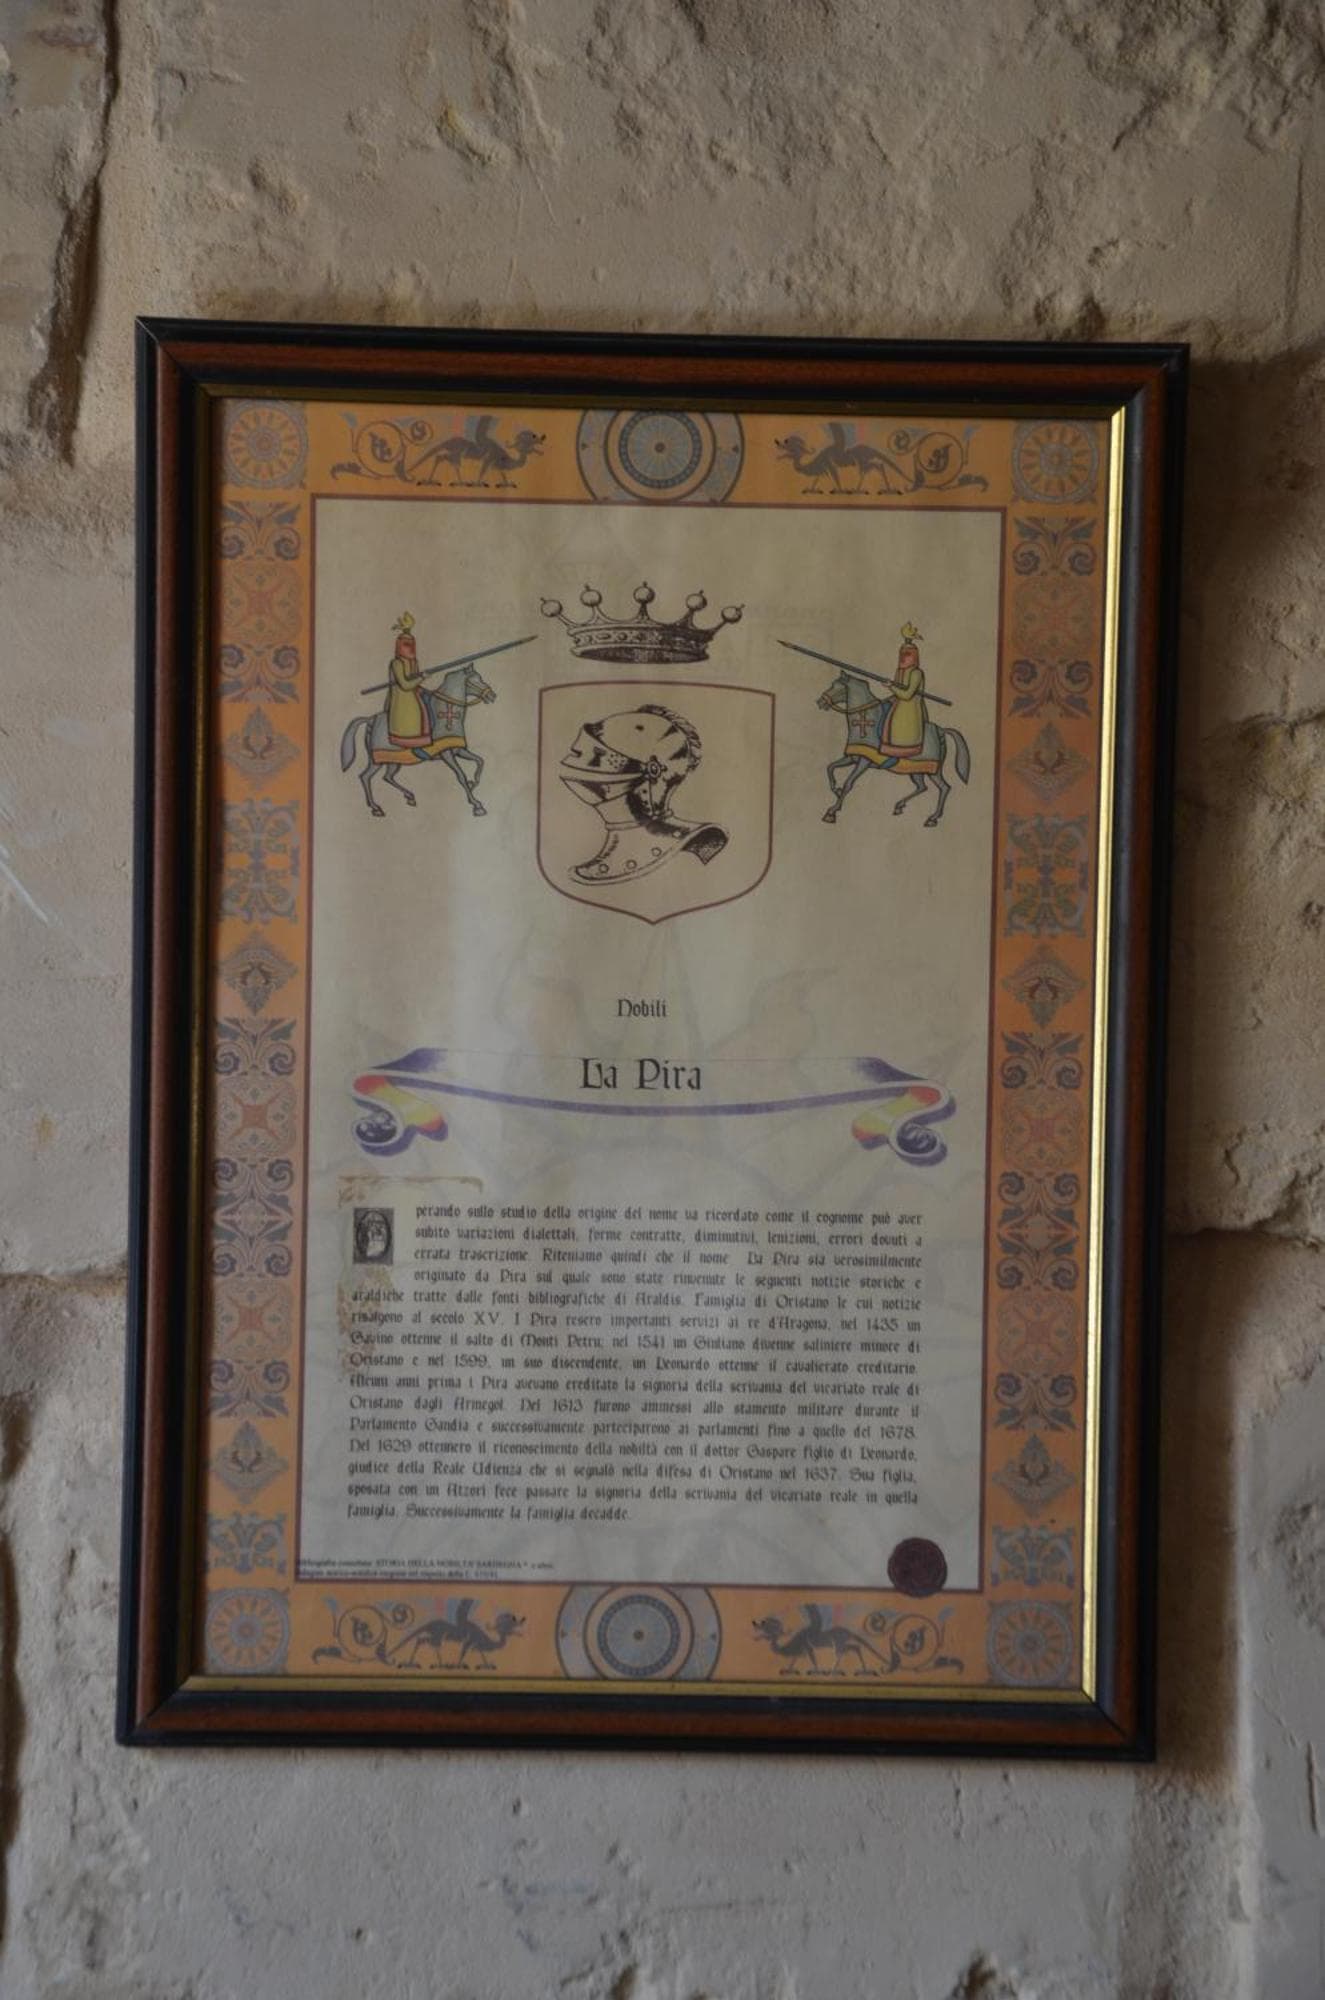 Nobili
La Pira
Operando sullo studio della origine del nome va ricordato come il cognome può aver
subito variazioni dialettali, forme contratte, diminutivi, lenizioni, errori dovuti a
errata trascrizione. Riteniamo quindi che il nome La Pira sia verosimilmente
originato da Pira sul quale sono state rinvenute le seguenti notizie storiche e
araldiche tratte dalle fonti bibliografiche di Araldis. Famiglia di Oristano le cui notizie
risalgono al secolo XV. I Pira resero importanti servizi ai re d'Aragona, nel 1435 un
Gavino ottenne il salto di Monti Petru; nel 1541 un Giuliano divenne saliniere minore di
Oristano e nel 1599, un suo discendente, un Leonardo ottenne il cavalierato ereditario.
Alcuni anni prima i Pira avevano ereditato la signoria della scrivania del vicariato reale di
Oristano dagli Armegol. Nel 1613 furono ammessi allo stamento militare durante il
Parlamento Gandia e successivamente parteciparono ai parlamenti fino a quello del 1678.
Nel 1629 ottennero il riconoscimento della nobiltà con il dottor Gaspare figlio di Leonardo,
giudice della Reale Udienza che si segnalò nella difesa di Oristano nel 1637. Sua figlia,
sposata con un Atzori fece passare la signoria della scrivania del vicariato reale in quella
famiglia. Successivamente la famiglia decadde.
Bibliografia consultata: STORIA DELLA NOBILTA' SARDEGNA